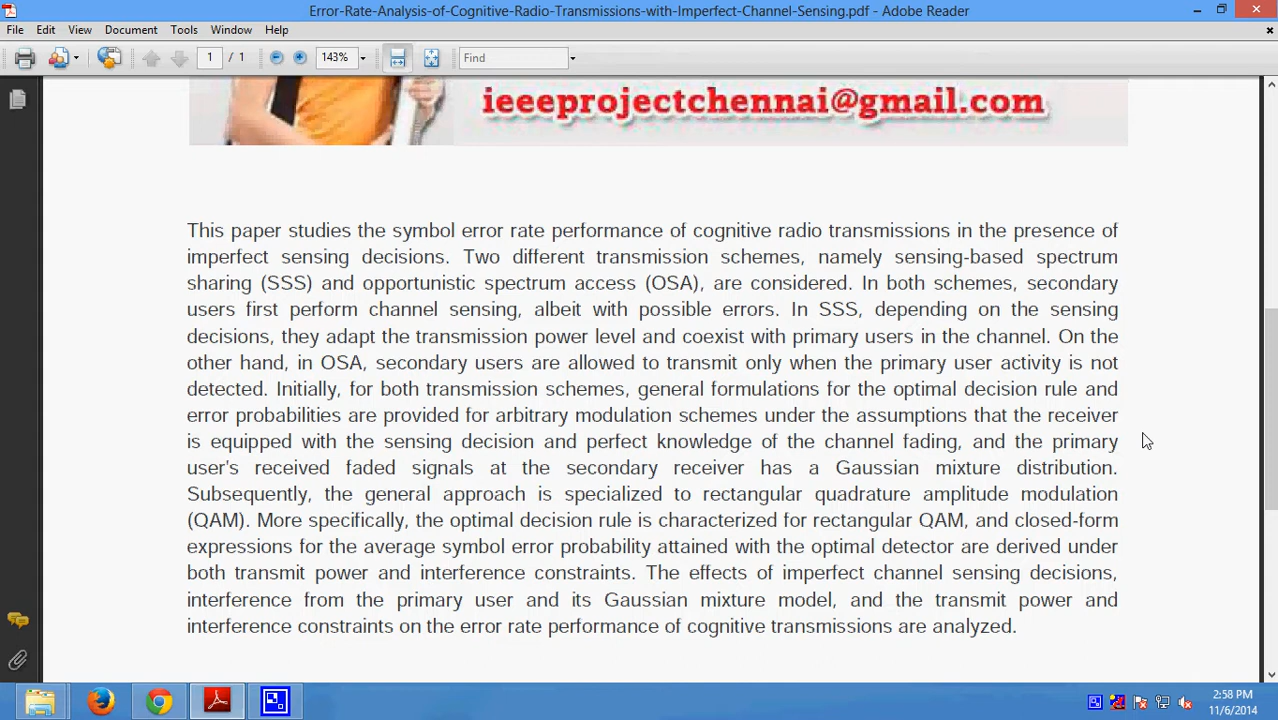 Error-Rate-Analysis-of-Cognitive-Radio-Transmissions-with-Imperfect-Channel-Sensing.pdf - Adobe Reader
File Edit View Document Tools Window Help
1 / 1 143% Find
ieeeprojectchennai@gmail.com
This paper studies the symbol error rate performance of cognitive radio transmissions in the presence of
imperfect sensing decisions. Two different transmission schemes, namely sensing-based spectrum
sharing (SSS) and opportunistic spectrum access (OSA), are considered. In both schemes, secondary
users first perform channel sensing, albeit with possible errors. In SSS, depending on the sensing
decisions, they adapt the transmission power level and coexist with primary users in the channel. On the
other hand, in OSA, secondary users are allowed to transmit only when the primary user activity is not
detected. Initially, for both transmission schemes, general formulations for the optimal decision rule and
error probabilities are provided for arbitrary modulation schemes under the assumptions that the receiver
is equipped with the sensing decision and perfect knowledge of the channel fading, and the primary
user's received faded signals at the secondary receiver has a Gaussian mixture distribution.
Subsequently, the general approach is specialized to rectangular quadrature amplitude modulation
(QAM). More specifically, the optimal decision rule is characterized for rectangular QAM, and closed-form
expressions for the average symbol error probability attained with the optimal detector are derived under
both transmit power and interference constraints. The effects of imperfect channel sensing decisions,
interference from the primary user and its Gaussian mixture model, and the transmit power and
interference constraints on the error rate performance of cognitive transmissions are analyzed.
2:58 PM
11/6/2014